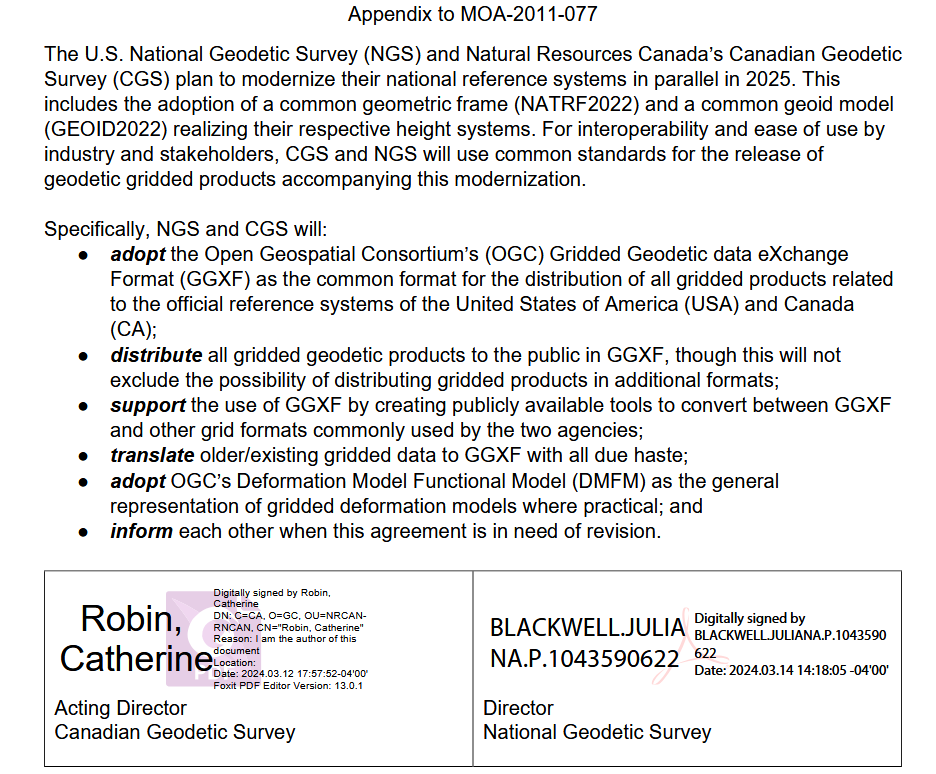 Appendix to MOA-2011-077
The U.S. National Geodetic Survey (NGS) and Natural Resources Canada's Canadian Geodetic
Survey (CGS) plan to modernize their national reference systems in parallel in 2025. This
includes the adoption of a common geometric frame (NATRF2022) and a common geoid model
(GEOID2022) realizing their respective height systems. For interoperability and ease of use by
industry and stakeholders, CGS and NGS will use common standards for the release of
geodetic gridded products accompanying this modernization.
Specifically, NGS and CGS will:
● adopt the Open Geospatial Consortium's (OGC) Gridded Geodetic data eXchange
Format (GGXF) as the common format for the distribution of all gridded products related
to the official reference systems of the United States of America (USA) and Canada
(CA);
● distribute all gridded geodetic products to the public in GGXF, though this will not
exclude the possibility of distributing gridded products in additional formats;
● support the use of GGXF by creating publicly available tools to convert between GGXF
and other grid formats commonly used by the two agencies;
● translate older/existing gridded data to GGXF with all due haste;
● adopt OGC's Deformation Model Functional Model (DMFM) as the general
representation of gridded deformation models where practical; and
● inform each other when this agreement is in need of revision.
Robin,
Catherine
Digitally signed by Robin,
Catherine
DN: C=CA, O=GC, OU=NRCAN-
RNCAN, CN="Robin, Catherine"
Reason: I am the author of this
document
Location:
Date: 2024.03.12 17:57:52-04'00'
Foxit PDF Editor Version: 13.0.1
Acting Director
Canadian Geodetic Survey
BLACKWELL.JULIA
NA.P.1043590622
Digitally signed by
BLACKWELL.JULIANA.P.1043590
622
Date: 2024.03.14 14:18:05 -04'00'
Director
National Geodetic Survey